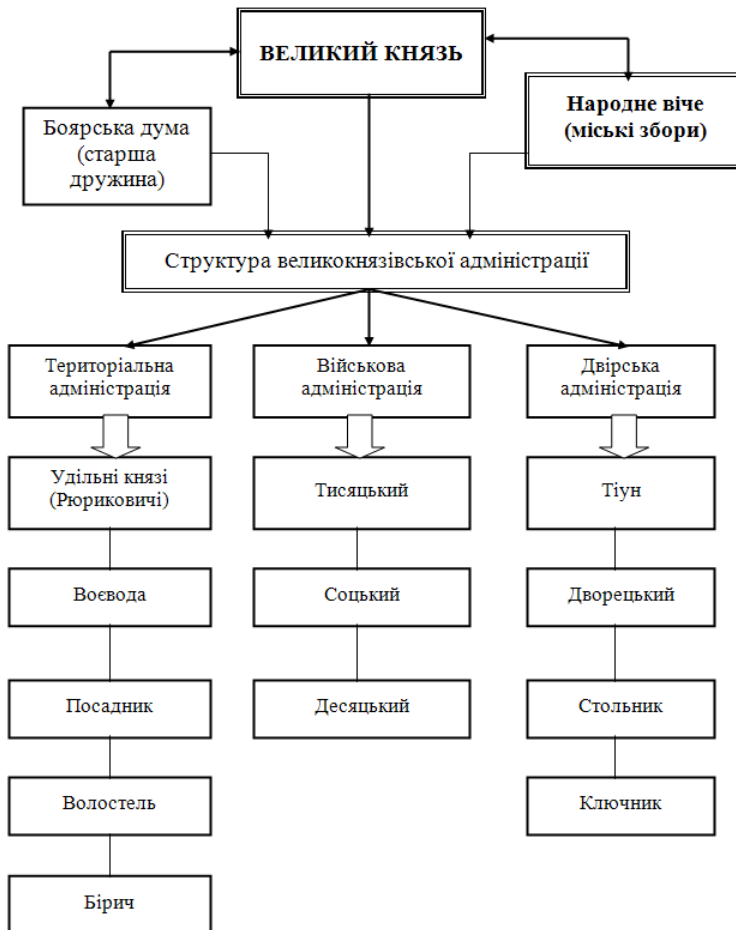 ВЕЛИКИЙ КНЯЗЬ
Боярська дума
(старша
дружина)
Народне віче
(міські збори)
Структура великокнязівської адміністрації
Територіальна
адміністрація
Військова
адміністрація
Двірська
адміністрація
Удільні князі
(Рюриковичі)
Тисяцький
Тіун
Воєвода
Соцький
Дворецький
Посадник
Десяцький
Стольник
Волостель
Ключник
Бірич